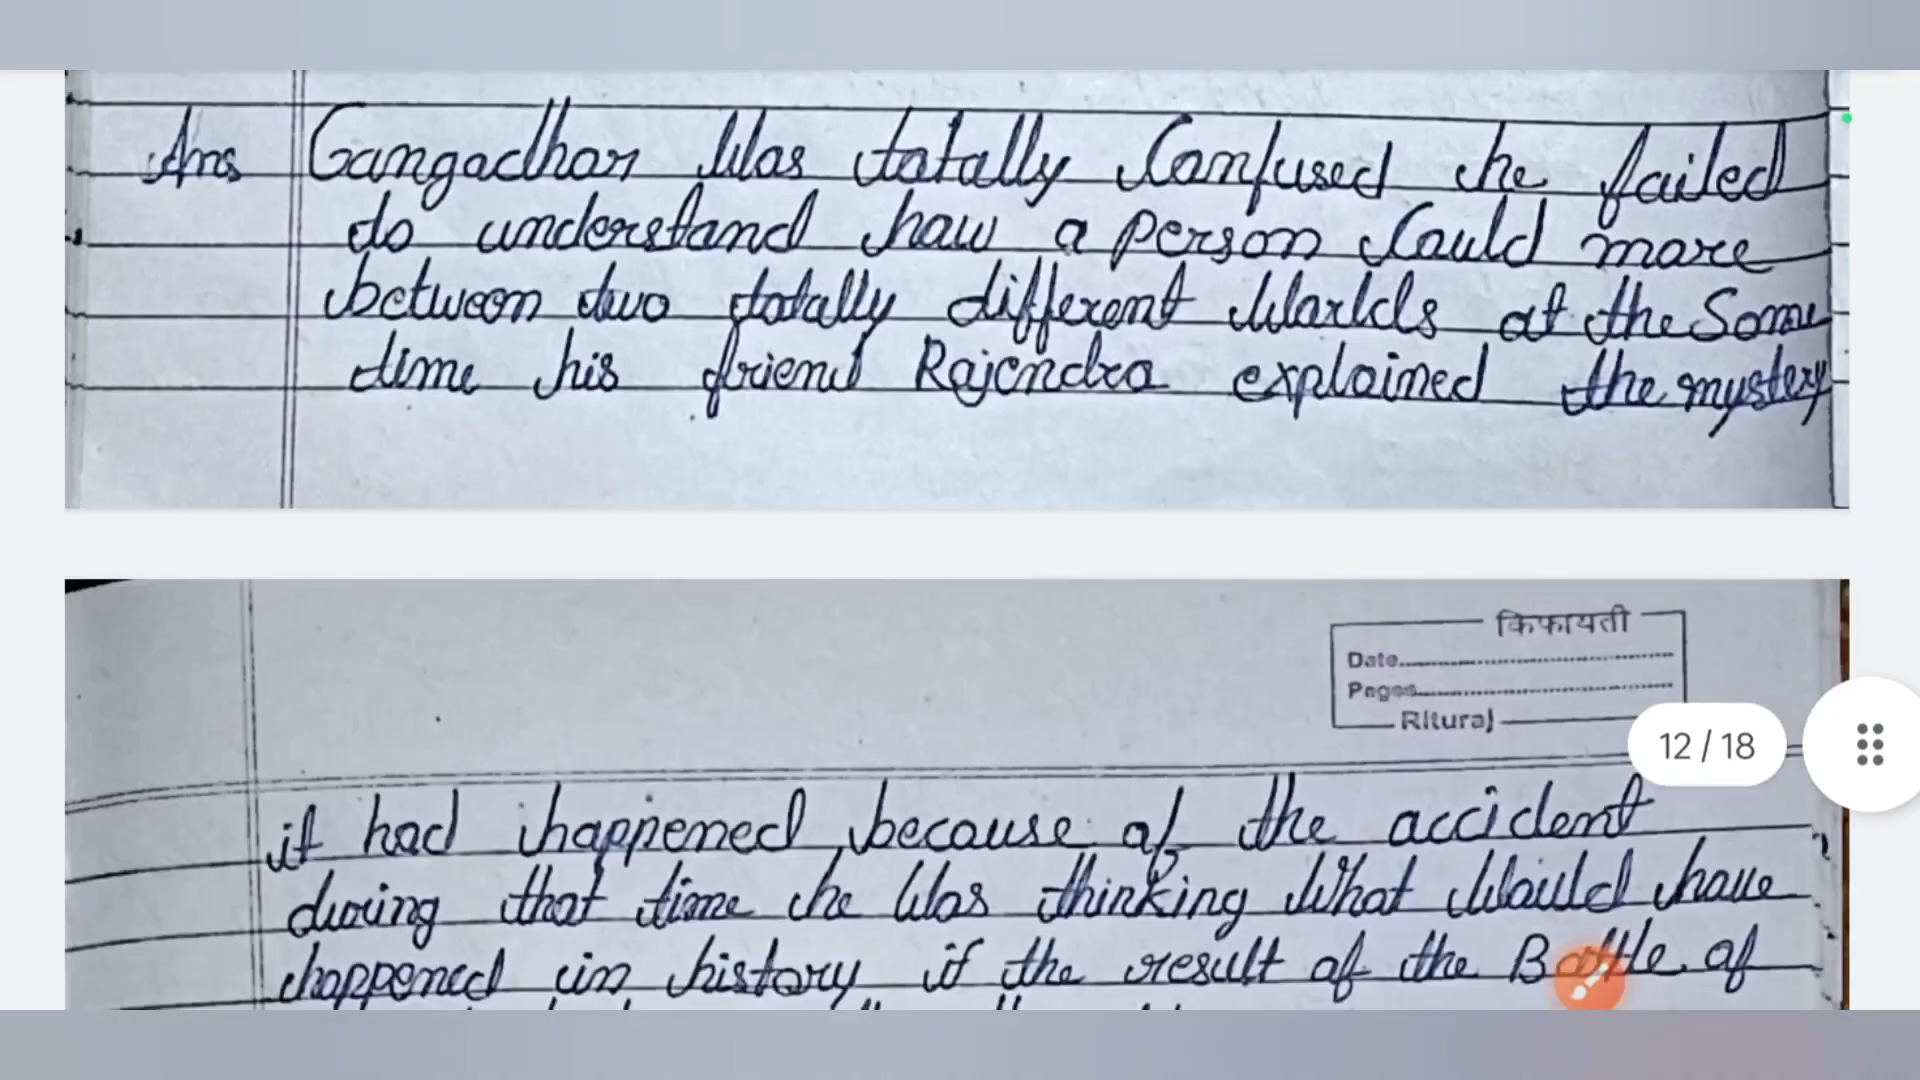 Ans Gangadhar was totally confused he failed
to understand how a person could move
between two totally different worlds at the Same
time his friend Rajendra explained the mystery
किफायती
Date
Pages
Rituraj
12 / 18
it had happened because of the accident
during that time he was thinking what would have
happened in history if the result of the Battle of